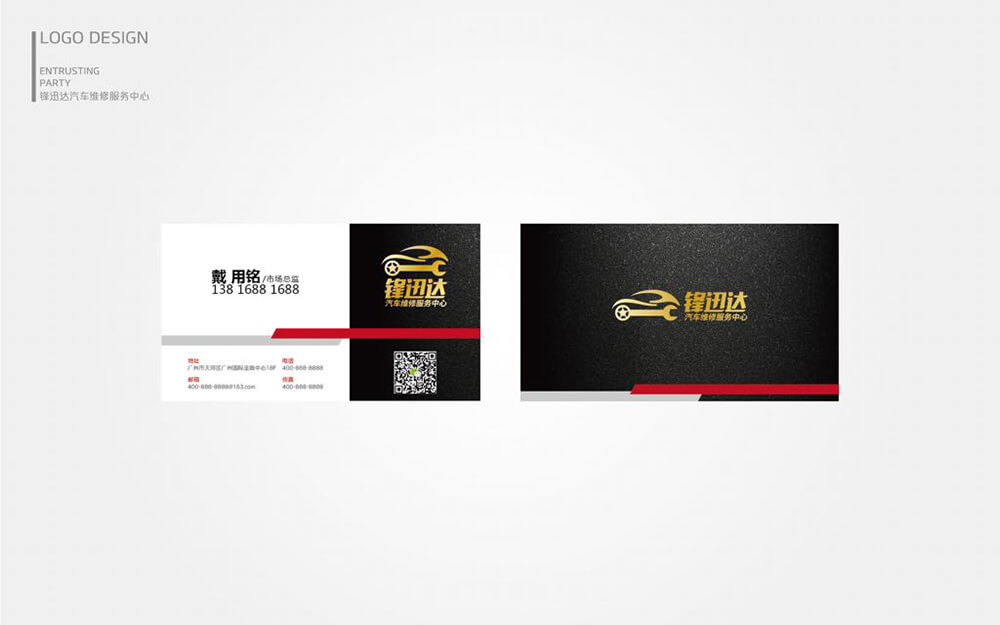 LOGO DESIGN
ENTRUSTING
PARTY
锋迅达汽车维修服务中心
戴 用铭/市场总监
138 1688 1688
地址
广州市天河区广州国际金融中心18F
电话
400-888-8888
邮箱
400-888-8888@163.com
传真
400-888-8808
锋迅达
汽车维修服务中心
锋迅达
汽车维修服务中心